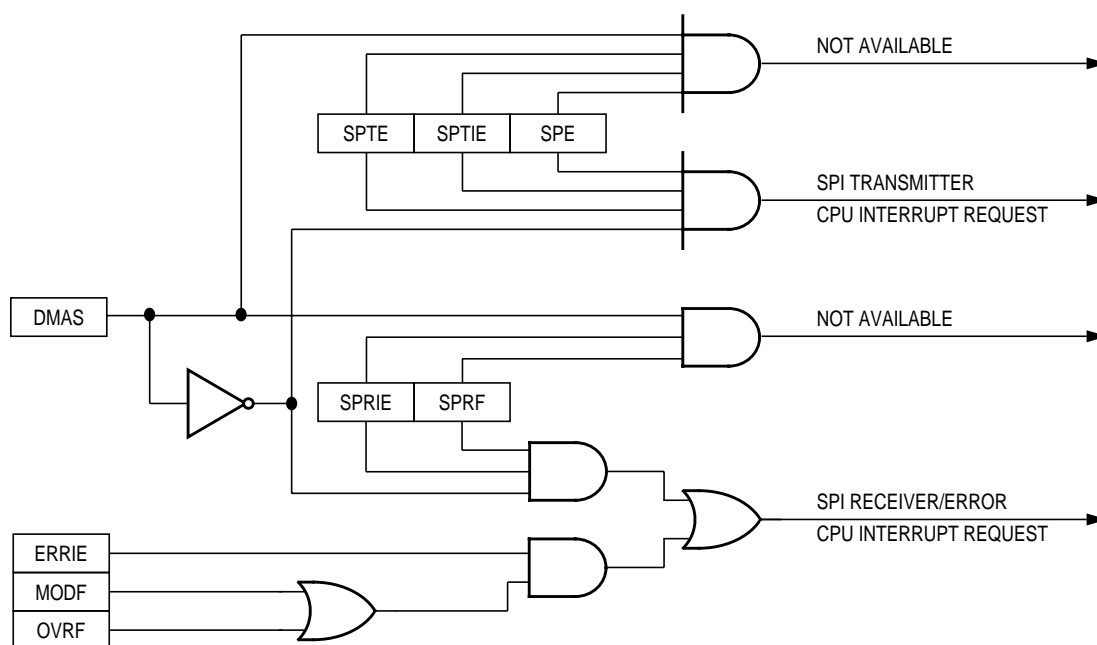 NOT AVAILABLE
SPTE SPTIE SPE
SPI TRANSMITTER
CPU INTERRUPT REQUEST
DMAS
NOT AVAILABLE
SPRIE SPRF
SPI RECEIVER/ERROR
CPU INTERRUPT REQUEST
ERRIE
MODF
OVRF